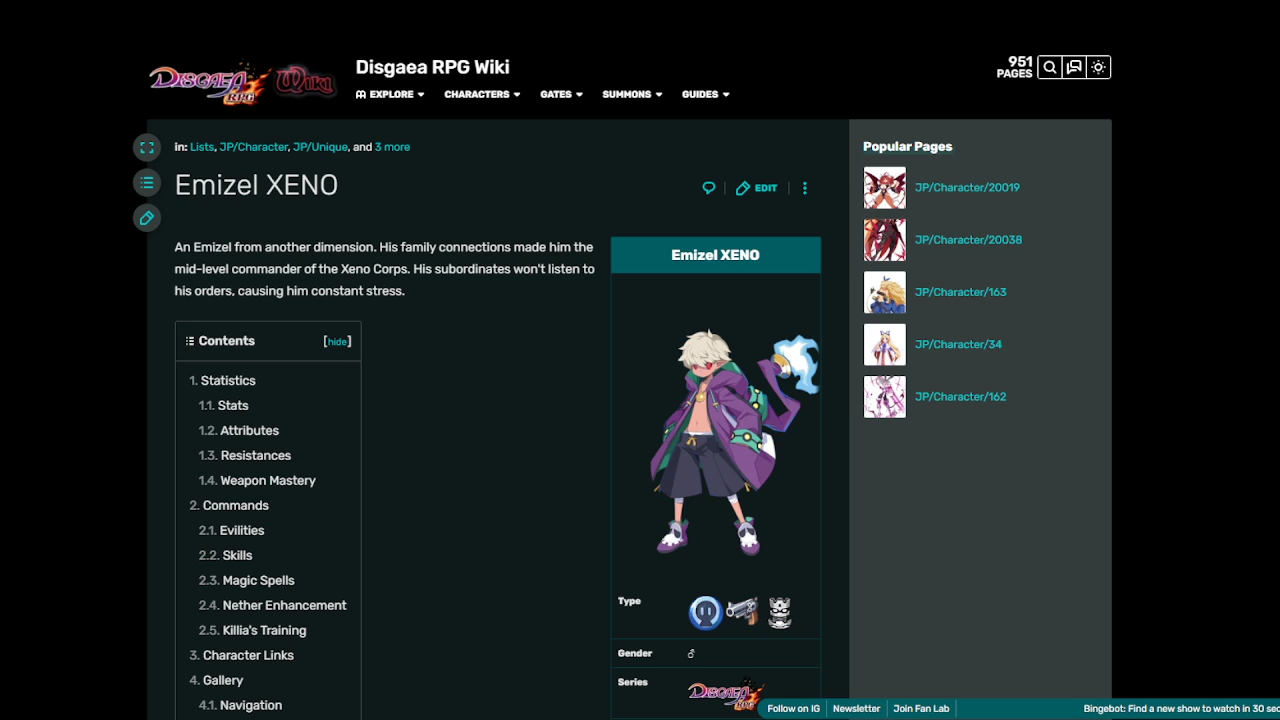 DISGAEA RPG WIKI
Disgaea RPG Wiki
EXPLORE CHARACTERS GATES SUMMONS GUIDES
951 PAGES
in: Lists, JP/Character, JP/Unique, and 3 more
Emizel XENO
EDIT
An Emizel from another dimension. His family connections made him the
mid-level commander of the Xeno Corps. His subordinates won't listen to
his orders, causing him constant stress.
Contents [hide]
1. Statistics
1.1. Stats
1.2. Attributes
1.3. Resistances
1.4. Weapon Mastery
2. Commands
2.1. Evilities
2.2. Skills
2.3. Magic Spells
2.4. Nether Enhancement
2.5. Killia's Training
3. Character Links
4. Gallery
4.1. Navigation
Emizel XENO
Type
Gender ♂
Series DISGAEA RPG
Popular Pages
JP/Character/20019
JP/Character/20038
JP/Character/163
JP/Character/34
JP/Character/162
Follow on IG Newsletter Join Fan Lab Bingebot: Find a new show to watch in 30 sec